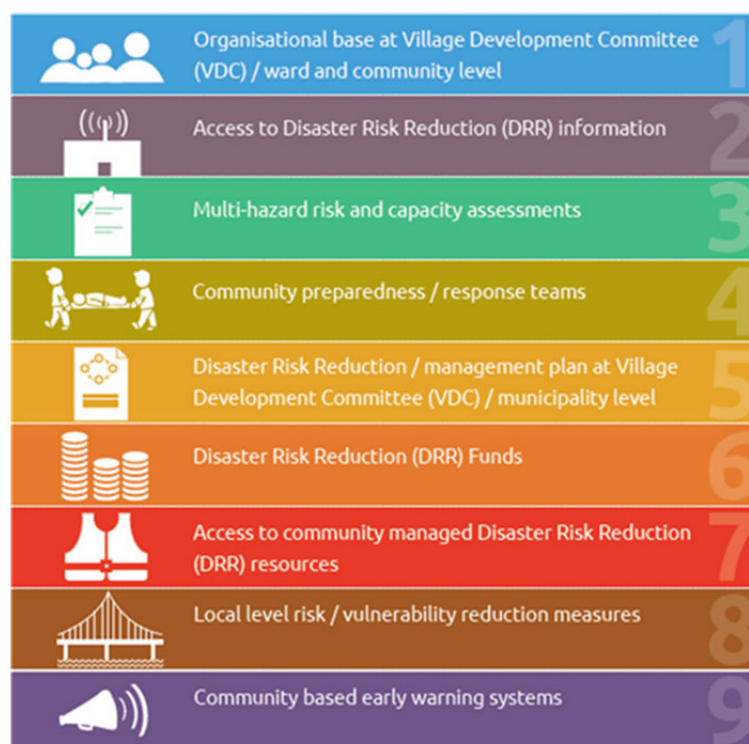 Organisational base at Village Development Committee
(VDC) / ward and community level
1
Access to Disaster Risk Reduction (DRR) information
2
Multi-hazard risk and capacity assessments
3
Community preparedness / response teams
4
Disaster Risk Reduction / management plan at Village
Development Committee (VDC) / municipality level
5
Disaster Risk Reduction (DRR) Funds
6
Access to community managed Disaster Risk Reduction
(DRR) resources
7
Local level risk / vulnerability reduction measures
8
Community based early warning systems
9